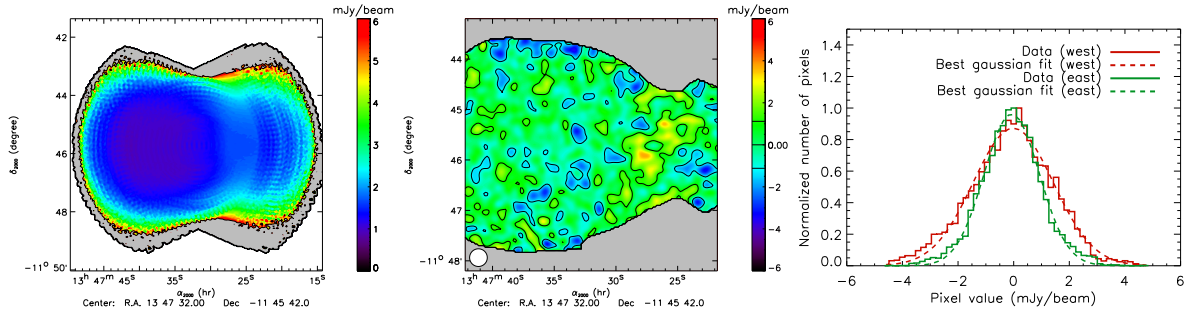 mJy/beam
42
44
46
48
−11° 50'
δ2000 (degree)
6
5
4
3
2
1
0
13h 47m 45s
35s
25s
15s
α2000 (hr)
Center: R.A. 13 47 32.00 Dec −11 45 42.0
mJy/beam
44
45
46
47
−11° 48'
δ2000 (degree)
6
4
2
0.00
−2
−4
−6
13h 47m 40s
35s
30s
25s
α2000 (hr)
Center: R.A. 13 47 32.00 Dec −11 45 42.0
Normalized number of pixels
1.4
1.2
1.0
0.8
0.6
0.4
0.2
0.0
Data (west)
Best gaussian fit (west)
Data (east)
Best gaussian fit (east)
−6 −4 −2 0 2 4 6
Pixel value (mJy/beam)